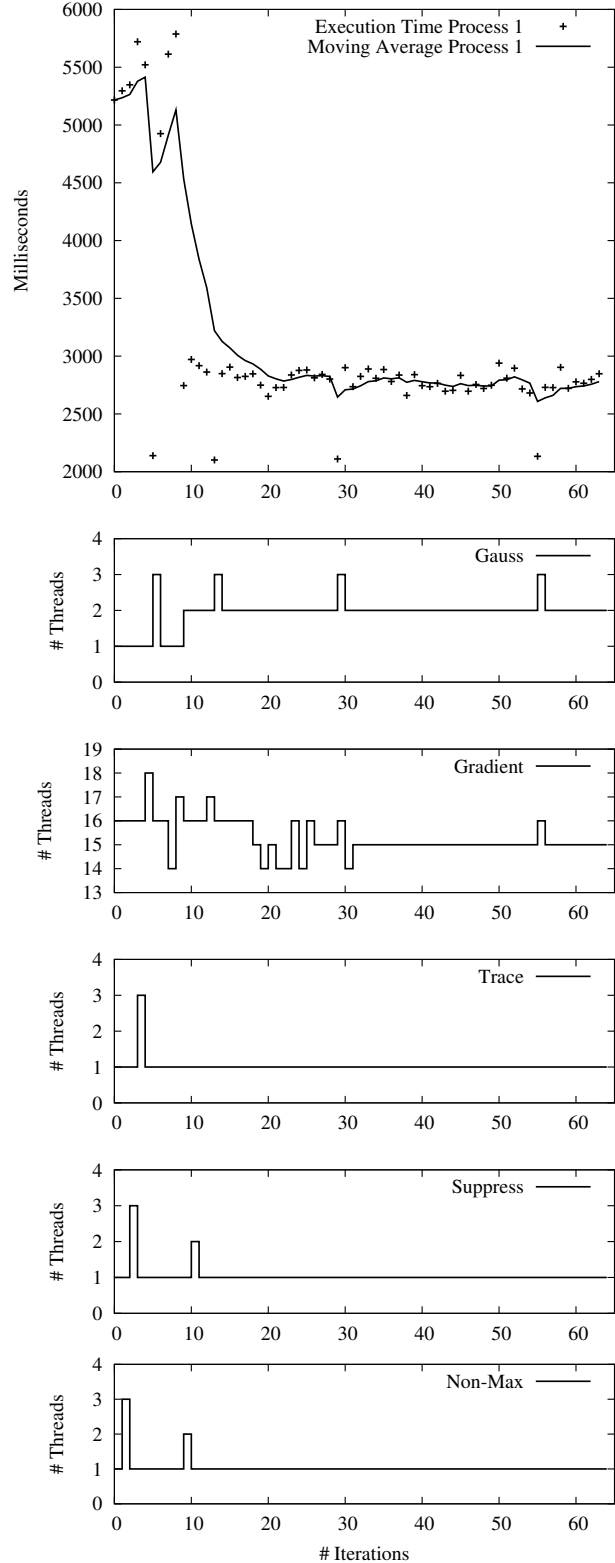 6000
Execution Time Process 1
Moving Average Process 1
5500
5000
4500
4000
3500
3000
2500
2000
Milliseconds
0 10 20 30 40 50 60
4
Gauss
3
2
1
0
# Threads
0 10 20 30 40 50 60
19
Gradient
18
17
16
15
14
13
# Threads
0 10 20 30 40 50 60
4
Trace
3
2
1
0
# Threads
0 10 20 30 40 50 60
4
Suppress
3
2
1
0
# Threads
0 10 20 30 40 50 60
4
Non-Max
3
2
1
0
# Threads
0 10 20 30 40 50 60
# Iterations